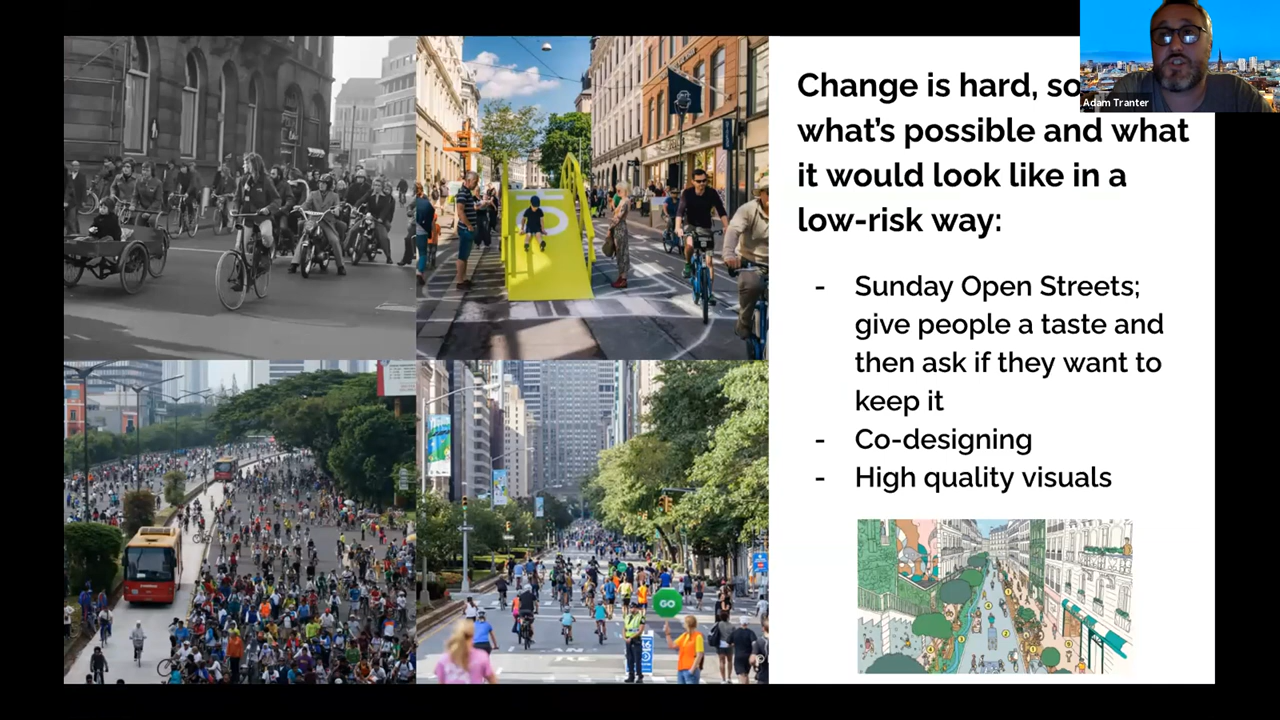 Change is hard, so
what's possible and what
it would look like in a
low-risk way:
Adam Tranter
- Sunday Open Streets;
give people a taste and
then ask if they want to
keep it
- Co-designing
- High quality visuals
GO